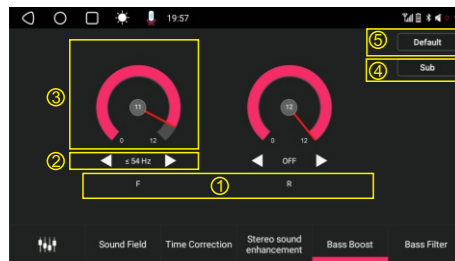 19:57
⑤ Default
④ Sub
③
11
0 12
12
0 12
② ≤ 54 Hz
OFF
F ① R
Sound Field
Time Correction
Stereo sound
enhancement
Bass Boost
Bass Filter